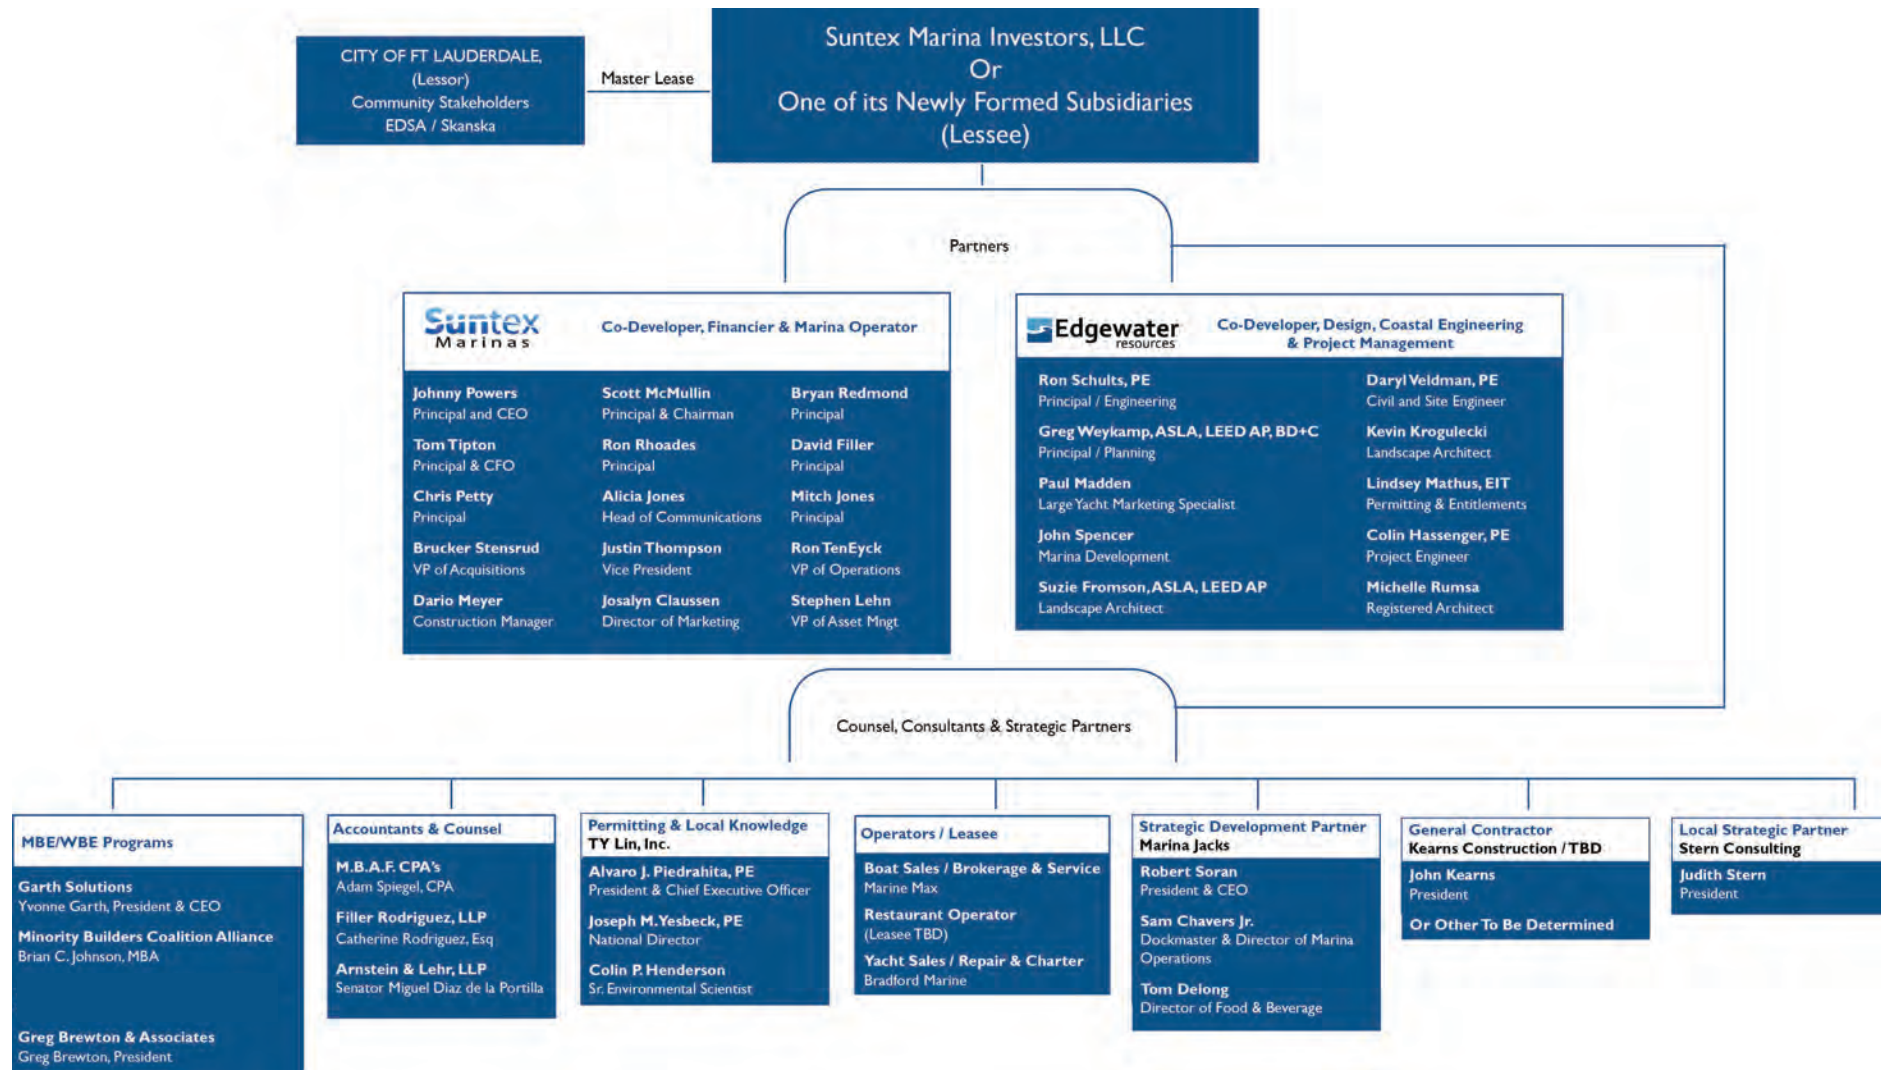 CITY OF FT LAUDERDALE,
(Lessor)
Community Stakeholders
EDSA / Skanska
Master Lease
Suntex Marina Investors, LLC
Or
One of its Newly Formed Subsidiaries
(Lessee)
Partners
Suntex
Marinas
Co-Developer, Financier & Marina Operator
Johnny Powers
Principal and CEO
Tom Tipton
Principal & CFO
Chris Petty
Principal
Brucker Stensrud
VP of Acquisitions
Dario Meyer
Construction Manager
Scott McMullin
Principal & Chairman
Ron Rhoades
Principal
Alicia Jones
Head of Communications
Justin Thompson
Vice President
Josalyn Claussen
Director of Marketing
Bryan Redmond
Principal
David Filler
Principal
Mitch Jones
Principal
Ron TenEyck
VP of Operations
Stephen Lehn
VP of Asset Mngt
Edgewater
resources
Co-Developer, Design, Coastal Engineering
& Project Management
Ron Schults, PE
Principal / Engineering
Greg Weykamp, ASLA, LEED AP, BD+C
Principal / Planning
Paul Madden
Large Yacht Marketing Specialist
John Spencer
Marina Development
Suzie Fromson, ASLA, LEED AP
Landscape Architect
Daryl Veldman, PE
Civil and Site Engineer
Kevin Krogulecki
Landscape Architect
Lindsey Mathus, EIT
Permitting & Entitlements
Colin Hassenger, PE
Project Engineer
Michelle Rumsa
Registered Architect
Counsel, Consultants & Strategic Partners
MBE/WBE Programs
Garth Solutions
Yvonne Garth, President & CEO
Minority Builders Coalition Alliance
Brian C. Johnson, MBA
Greg Brewton & Associates
Greg Brewton, President
Accountants & Counsel
M.B.A.F. CPA's
Adam Spiegel, CPA
Filler Rodriguez, LLP
Catherine Rodriguez, Esq
Arnstein & Lehr, LLP
Senator Miguel Diaz de la Portilla
Permitting & Local Knowledge
TY Lin, Inc.
Alvaro J. Piedrahita, PE
President & Chief Executive Officer
Joseph M. Yesbeck, PE
National Director
Colin P. Henderson
Sr. Environmental Scientist
Operators / Leasee
Boat Sales / Brokerage & Service
Marine Max
Restaurant Operator
(Leasee TBD)
Yacht Sales / Repair & Charter
Bradford Marine
Strategic Development Partner
Marina Jacks
Robert Soran
President & CEO
Sam Chavers Jr.
Dockmaster & Director of Marina
Operations
Tom Delong
Director of Food & Beverage
General Contractor
Kearns Construction / TBD
John Kearns
President
Or Other To Be Determined
Local Strategic Partner
Stern Consulting
Judith Stern
President